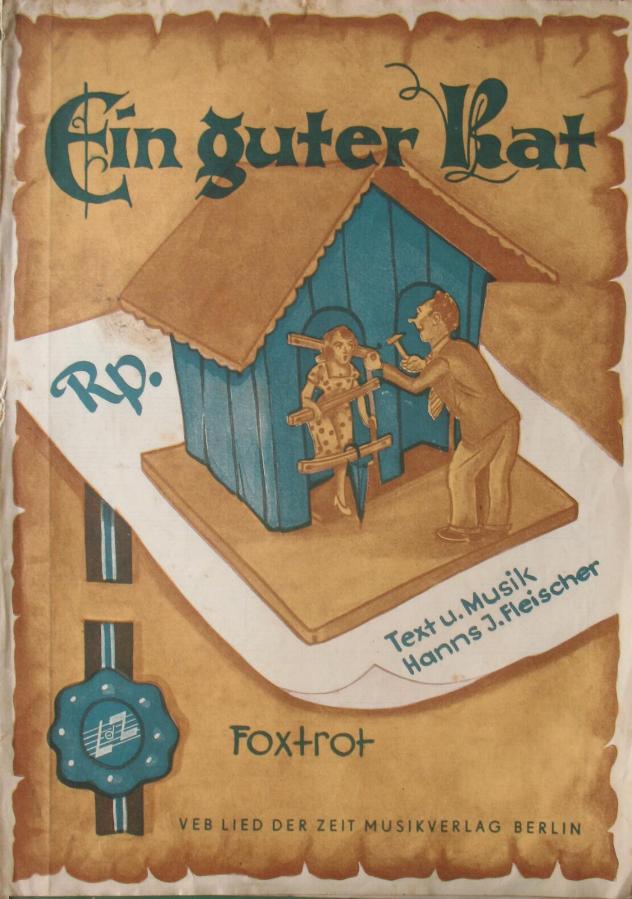 Ein guter Rat
Rp.
Text u. Musik
Hanns J. Fleischer
Foxtrot
VEB LIED DER ZEIT MUSIKVERLAG BERLIN